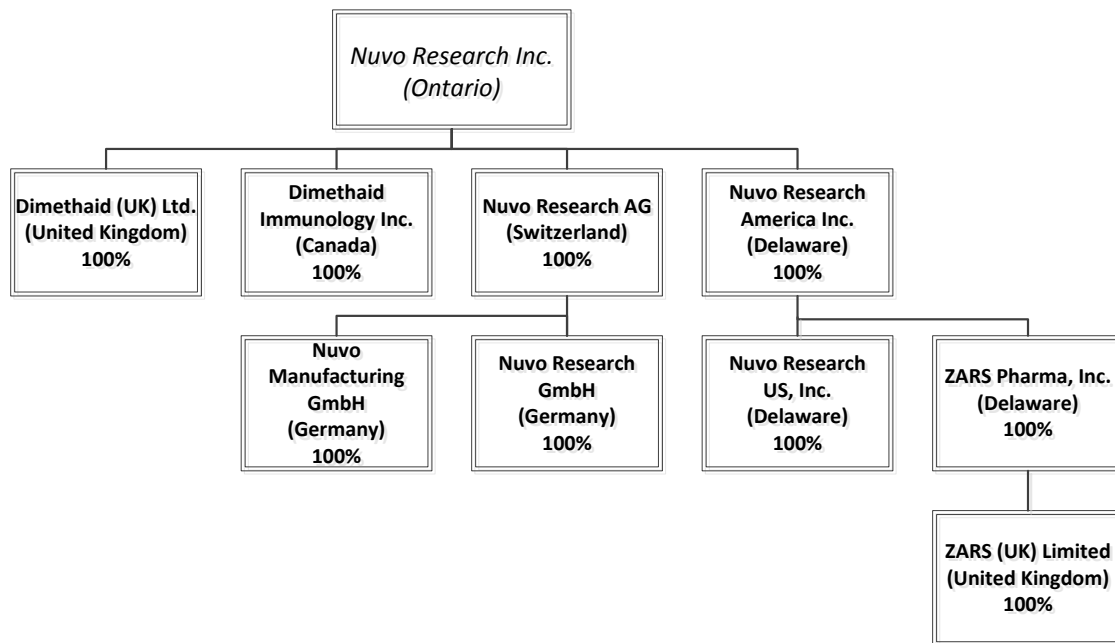 Nuvo Research Inc.
(Ontario)
Dimethaid (UK) Ltd.
(United Kingdom)
100%
Dimethaid
Immunology Inc.
(Canada)
100%
Nuvo Research AG
(Switzerland)
100%
Nuvo Research
America Inc.
(Delaware)
100%
Nuvo
Manufacturing
GmbH
(Germany)
100%
Nuvo Research
GmbH
(Germany)
100%
Nuvo Research
US, Inc.
(Delaware)
100%
ZARS Pharma, Inc.
(Delaware)
100%
ZARS (UK) Limited
(United Kingdom)
100%